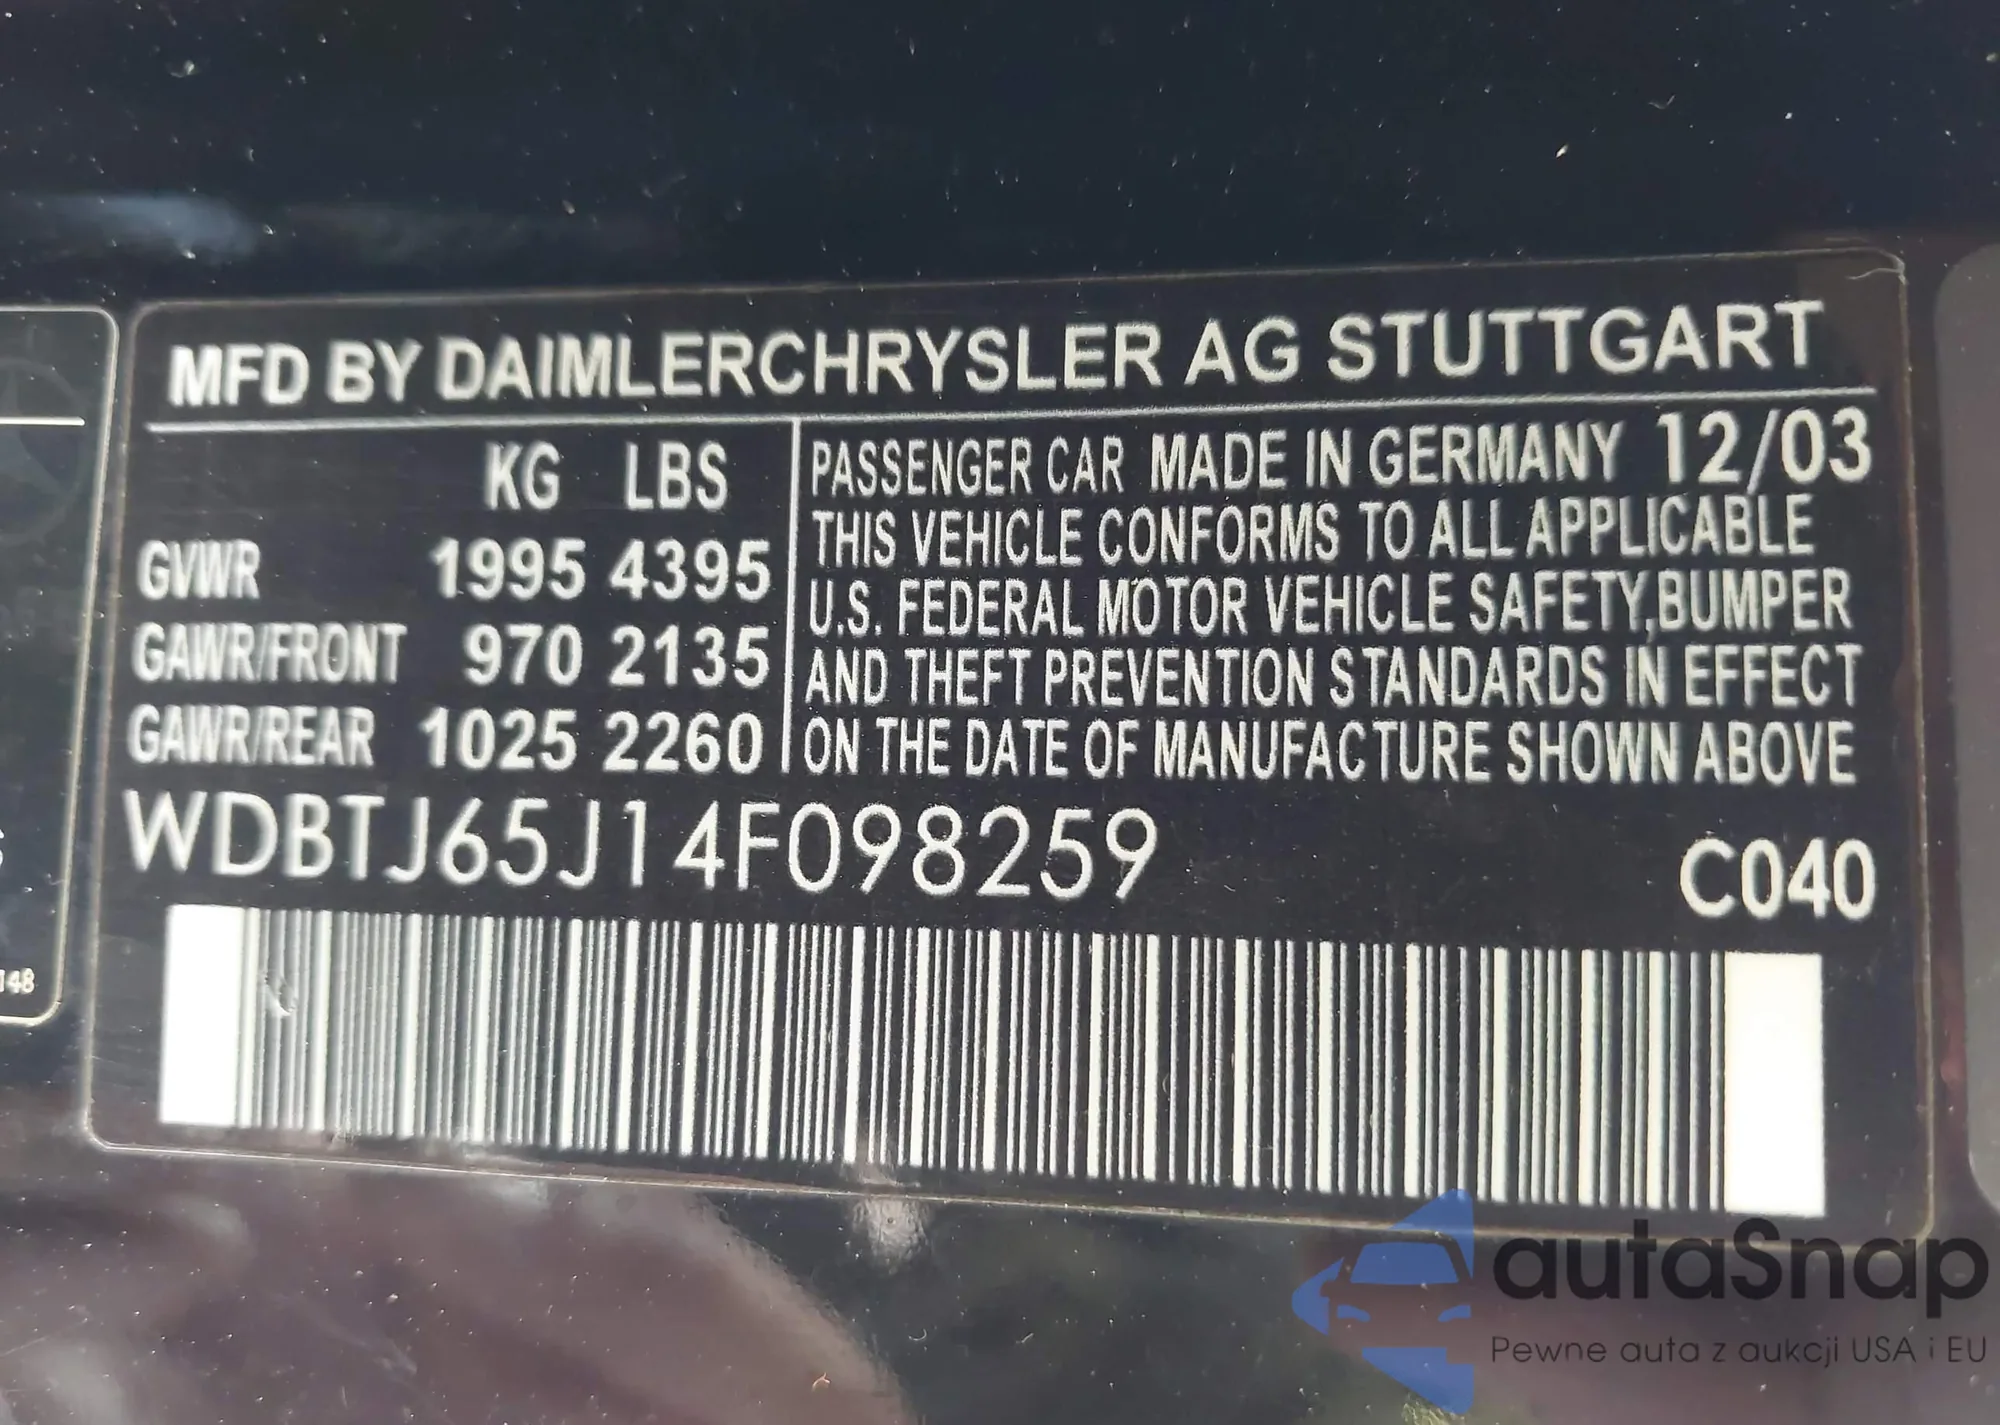 MFD BY DAIMLERCHRYSLER AG STUTTGART
KG LBS
GVWR 1995 4395
GAWR/FRONT 970 2135
GAWR/REAR 1025 2260
PASSENGER CAR MADE IN GERMANY 12/03
THIS VEHICLE CONFORMS TO ALL APPLICABLE
U.S. FEDERAL MOTOR VEHICLE SAFETY,BUMPER
AND THEFT PREVENTION STANDARDS IN EFFECT
ON THE DATE OF MANUFACTURE SHOWN ABOVE
WDBTJ65J14F098259
C040
148
autaSnap
Pewne auta z aukcji USA i EU